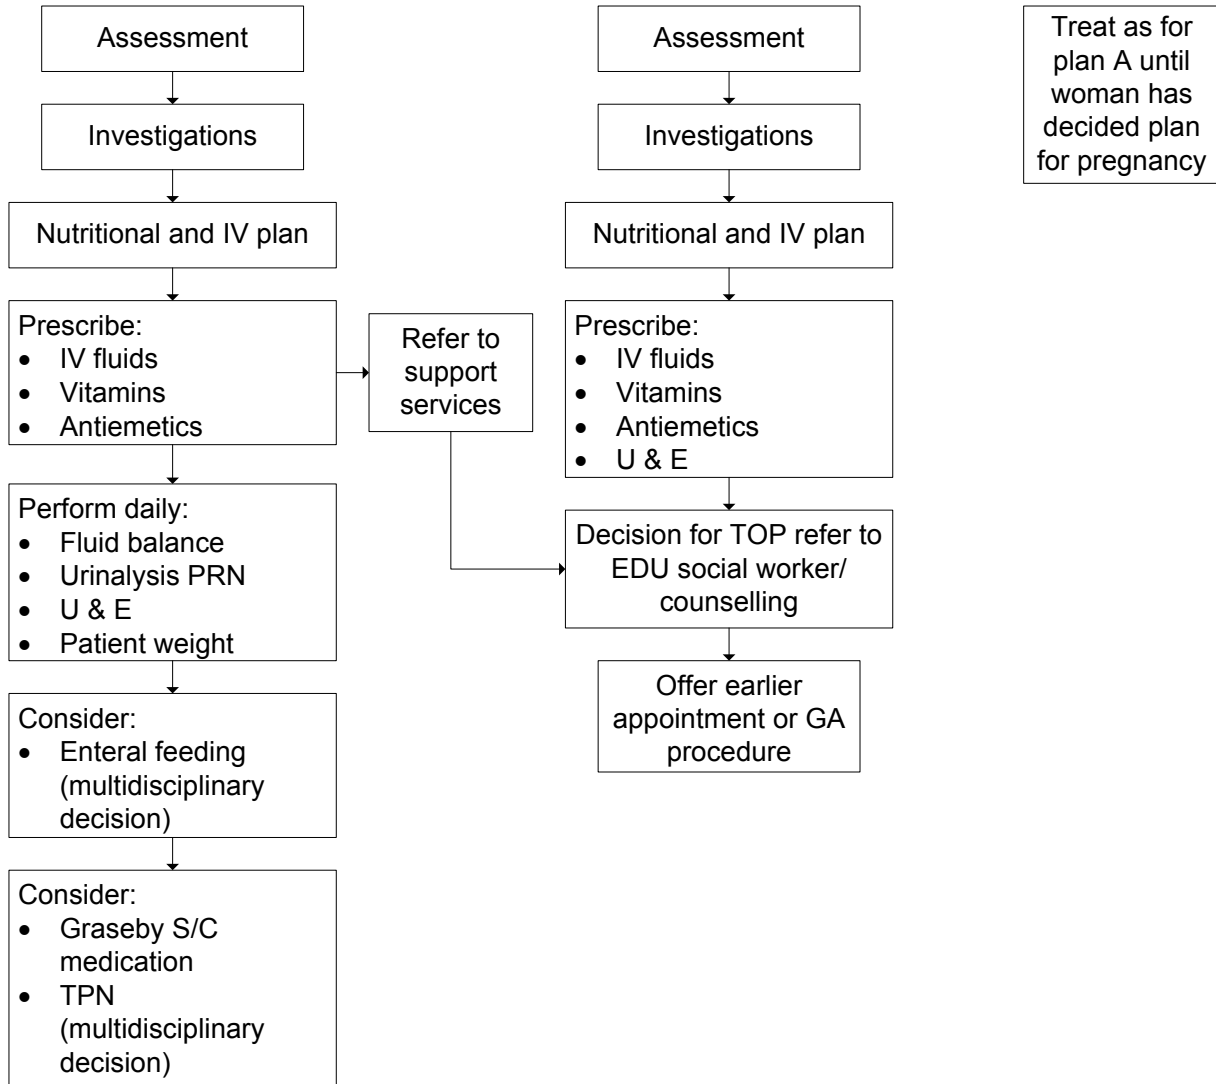 Assessment
Investigations
Nutritional and IV plan
Prescribe:
• IV fluids
• Vitamins
• Antiemetics
Perform daily:
• Fluid balance
• Urinalysis PRN
• U & E
• Patient weight
Consider:
• Enteral feeding
(multidisciplinary
decision)
Consider:
• Graseby S/C
medication
• TPN
(multidisciplinary
decision)
Refer to
support
services
Assessment
Investigations
Nutritional and IV plan
Prescribe:
• IV fluids
• Vitamins
• Antiemetics
• U & E
Decision for TOP refer to
EDU social worker/
counselling
Offer earlier
appointment or GA
procedure
Treat as for
plan A until
woman has
decided plan
for pregnancy